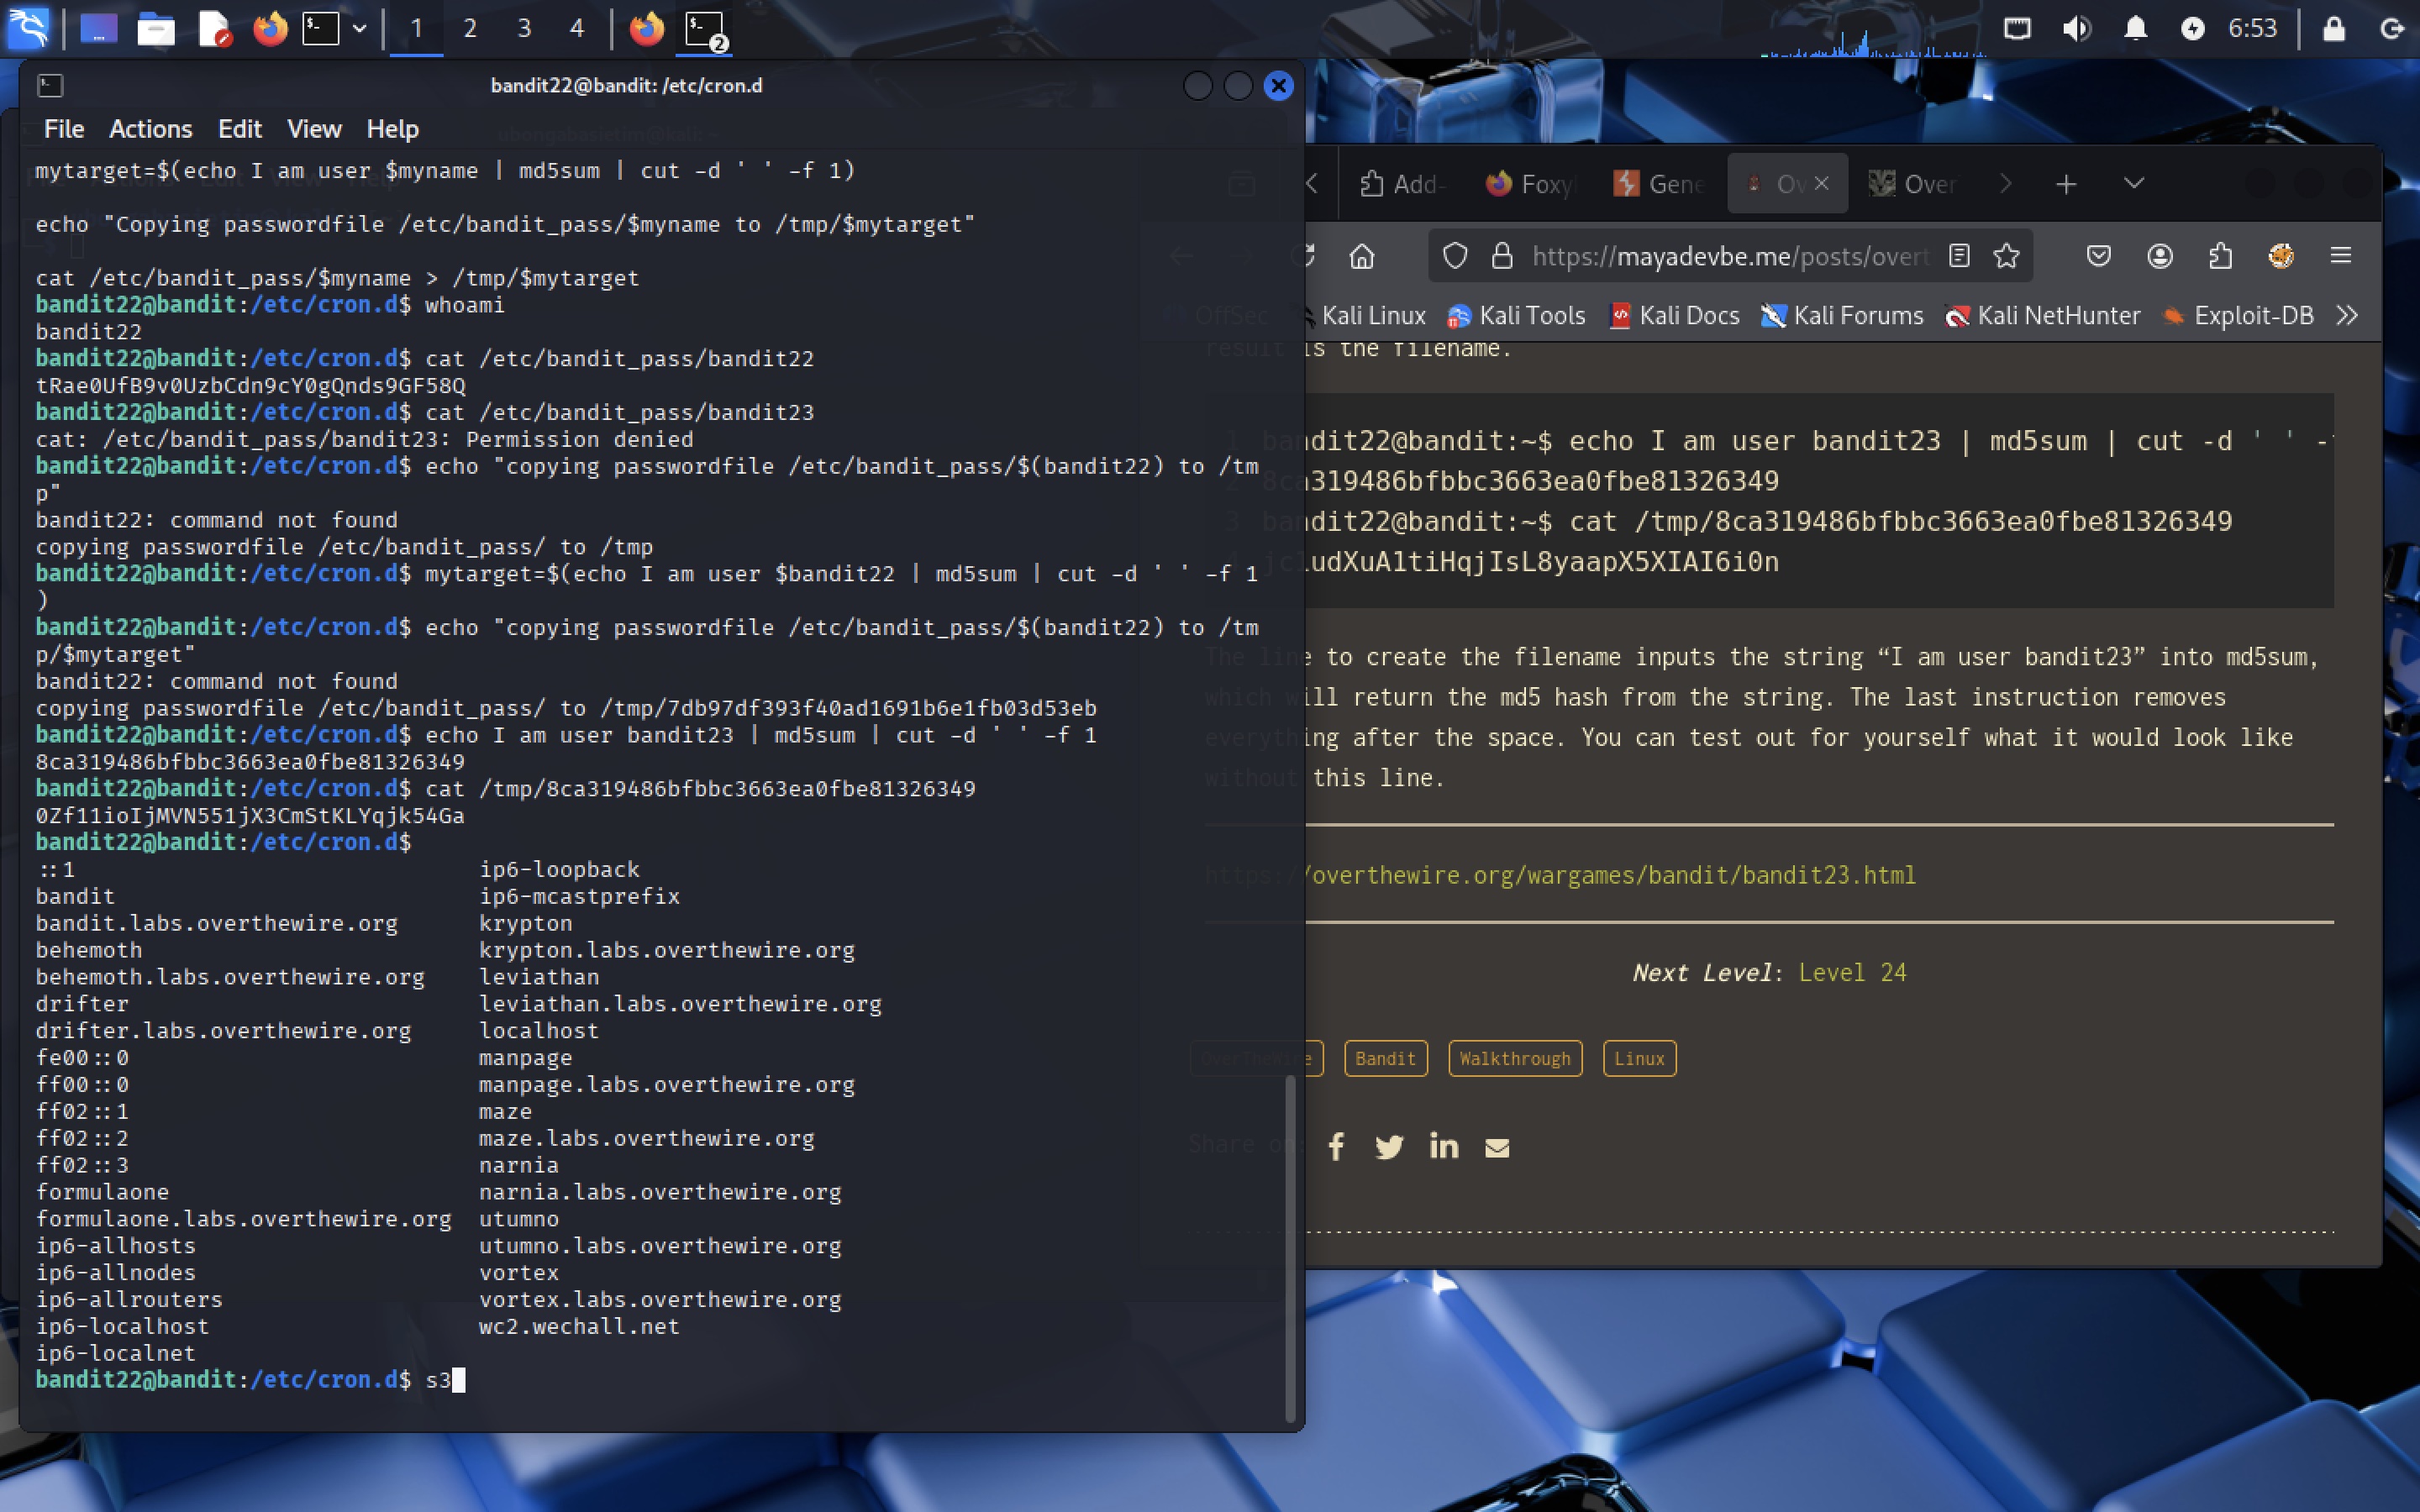 1 2 3 4
2
6:53
bandit22@bandit: /etc/cron.d
File Actions Edit View Help
mytarget=$(echo I am user $myname | md5sum | cut -d ' ' -f 1)
echo "Copying passwordfile /etc/bandit_pass/$myname to /tmp/$mytarget"
cat /etc/bandit_pass/$myname > /tmp/$mytarget
bandit22@bandit:/etc/cron.d$ whoami
bandit22
bandit22@bandit:/etc/cron.d$ cat /etc/bandit_pass/bandit22
tRae0UfB9v0UzbCdn9cY0gQnds9GF58Q
bandit22@bandit:/etc/cron.d$ cat /etc/bandit_pass/bandit23
cat: /etc/bandit_pass/bandit23: Permission denied
bandit22@bandit:/etc/cron.d$ echo "copying passwordfile /etc/bandit_pass/$(bandit22) to /tm
p"
bandit22: command not found
copying passwordfile /etc/bandit_pass/ to /tmp
bandit22@bandit:/etc/cron.d$ mytarget=$(echo I am user $bandit22 | md5sum | cut -d ' ' -f 1
)
bandit22@bandit:/etc/cron.d$ echo "copying passwordfile /etc/bandit_pass/$(bandit22) to /tm
p/$mytarget"
bandit22: command not found
copying passwordfile /etc/bandit_pass/ to /tmp/7db97df393f40ad1691b6e1fb03d53eb
bandit22@bandit:/etc/cron.d$ echo I am user bandit23 | md5sum | cut -d ' ' -f 1
8ca319486bfbbc3663ea0fbe81326349
bandit22@bandit:/etc/cron.d$ cat /tmp/8ca319486bfbbc3663ea0fbe81326349
0Zf11ioIjMVN551jX3CmStKLYqjk54Ga
bandit22@bandit:/etc/cron.d$
::1 ip6-loopback
bandit ip6-mcastprefix
bandit.labs.overthewire.org krypton
behemoth krypton.labs.overthewire.org
behemoth.labs.overthewire.org leviathan
drifter leviathan.labs.overthewire.org
drifter.labs.overthewire.org localhost
fe00::0 manpage
ff00::0 manpage.labs.overthewire.org
ff02::1 maze
ff02::2 maze.labs.overthewire.org
ff02::3 narnia
formulaone narnia.labs.overthewire.org
formulaone.labs.overthewire.org utumno
ip6-allhosts utumno.labs.overthewire.org
ip6-allnodes vortex
ip6-allrouters vortex.labs.overthewire.org
ip6-localhost wc2.wechall.net
ip6-localnet
bandit22@bandit:/etc/cron.d$ s3
Add- Foxy Gene Ov Over
https://mayadevbe.me/posts/overt
OffSec Kali Linux Kali Tools Kali Docs Kali Forums Kali NetHunter Exploit-DB
result is the filename.
1 bandit22@bandit:~$ echo I am user bandit23 | md5sum | cut -d ' ' -
2 8ca319486bfbbc3663ea0fbe81326349
3 bandit22@bandit:~$ cat /tmp/8ca319486bfbbc3663ea0fbe81326349
4 jc1udXuA1tiHqjIsL8yaapX5XIAI6i0n
The line to create the filename inputs the string “I am user bandit23” into md5sum,
which will return the md5 hash from the string. The last instruction removes
everything after the space. You can test out for yourself what it would look like
without this line.
https://overthewire.org/wargames/bandit/bandit23.html
Next Level: Level 24
OverTheWire Bandit Walkthrough Linux
Share on: